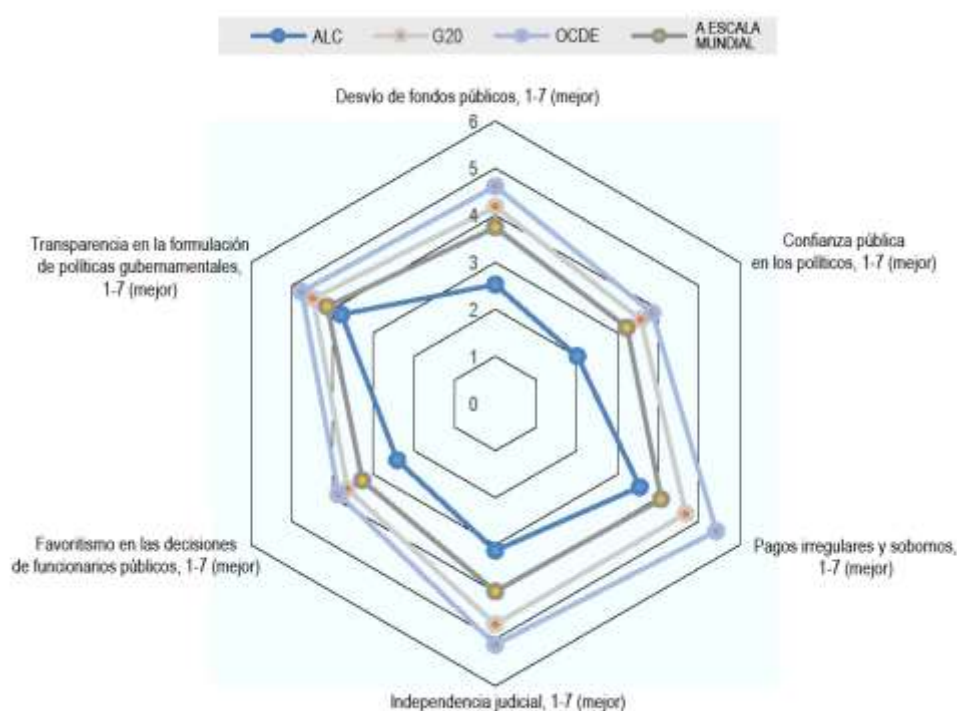 ALC G20 OCDE A ESCALA
MUNDIAL
Desvío de fondos públicos, 1-7 (mejor)
6
5
4
3
2
1
0
Transparencia en la formulación
de políticas gubernamentales,
1-7 (mejor)
Confianza pública
en los políticos, 1-7 (mejor)
Favoritismo en las decisiones
de funcionarios públicos, 1-7 (mejor)
Pagos irregulares y sobornos,
1-7 (mejor)
Independencia judicial, 1-7 (mejor)